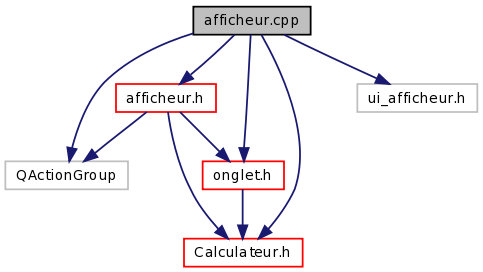 afficheur.cpp
afficheur.h
ui_afficheur.h
QActionGroup
onglet.h
Calculateur.h